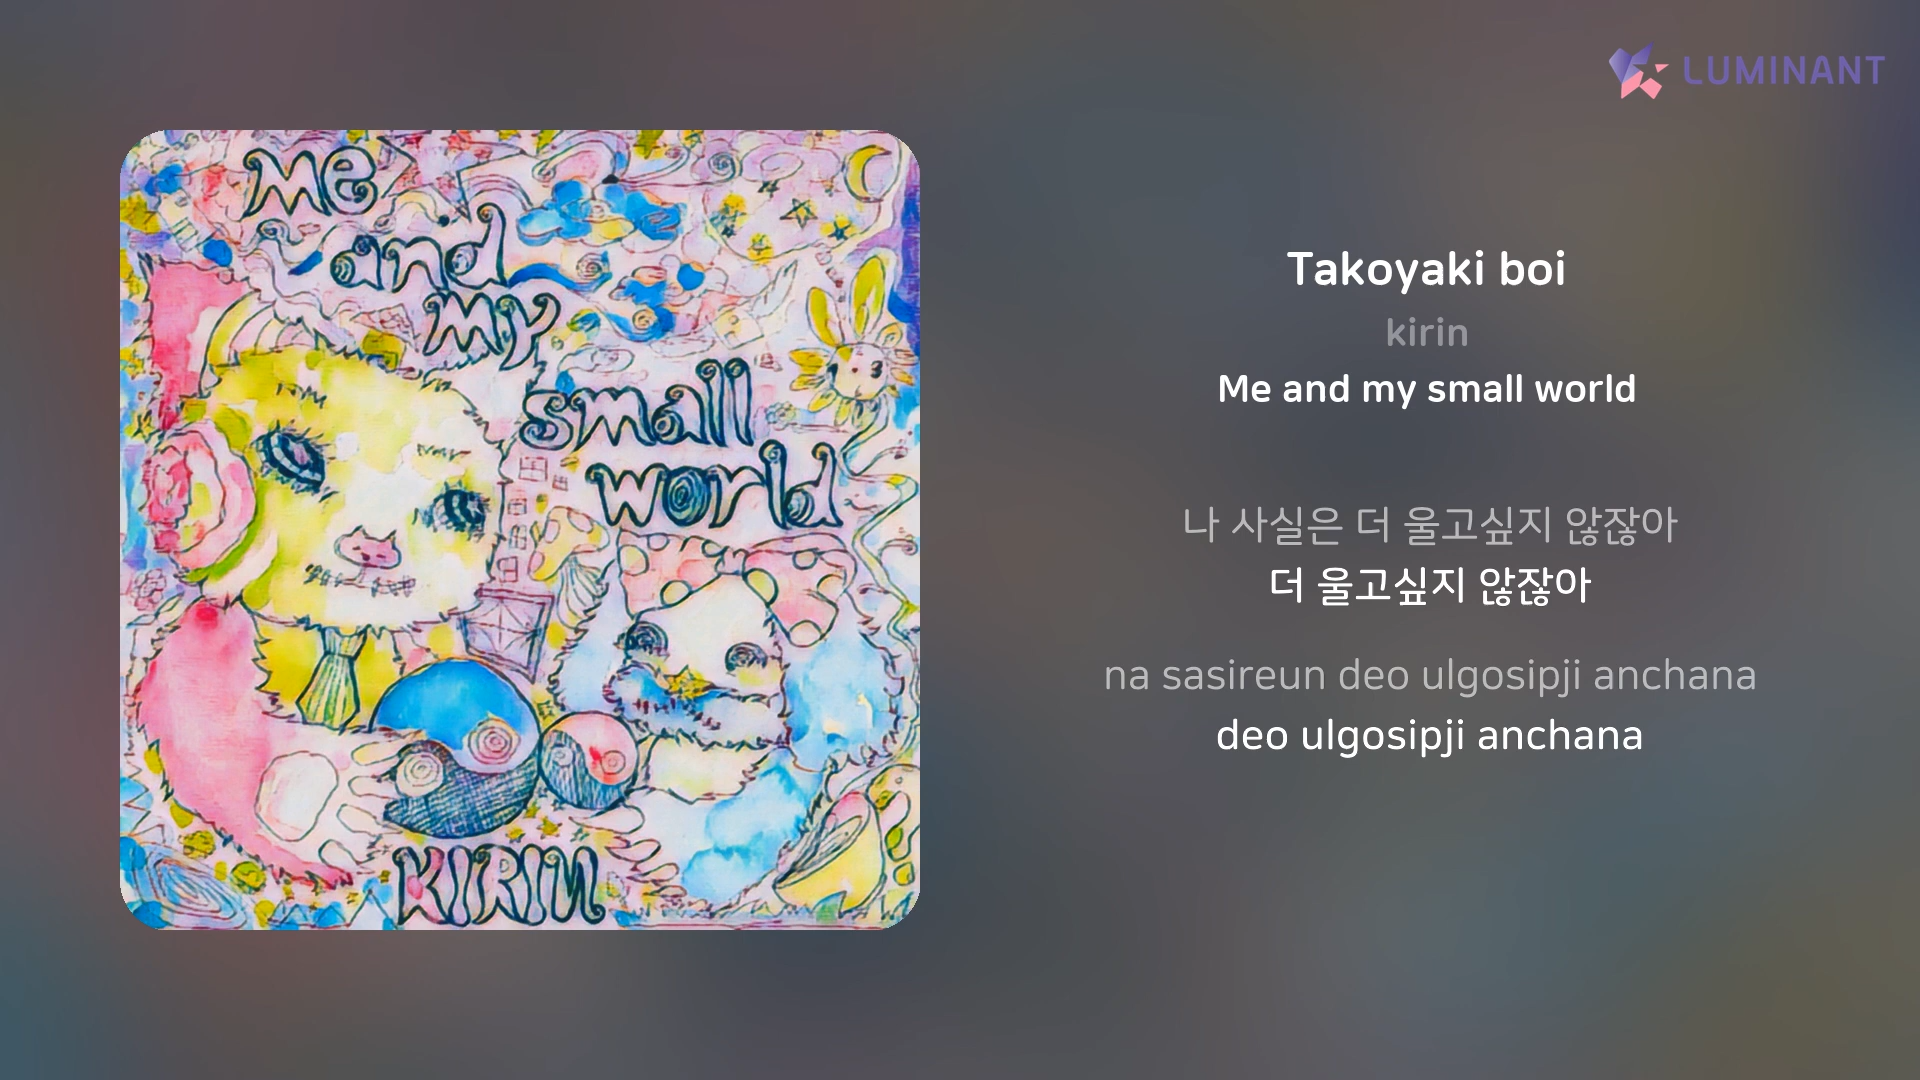 LUMINANT
me
and
my
small
world
KIRIN
Takoyaki boi
kirin
Me and my small world
나 사실은 더 울고싶지 않잖아
더 울고싶지 않잖아
na sasireun deo ulgosipji anchana
deo ulgosipji anchana